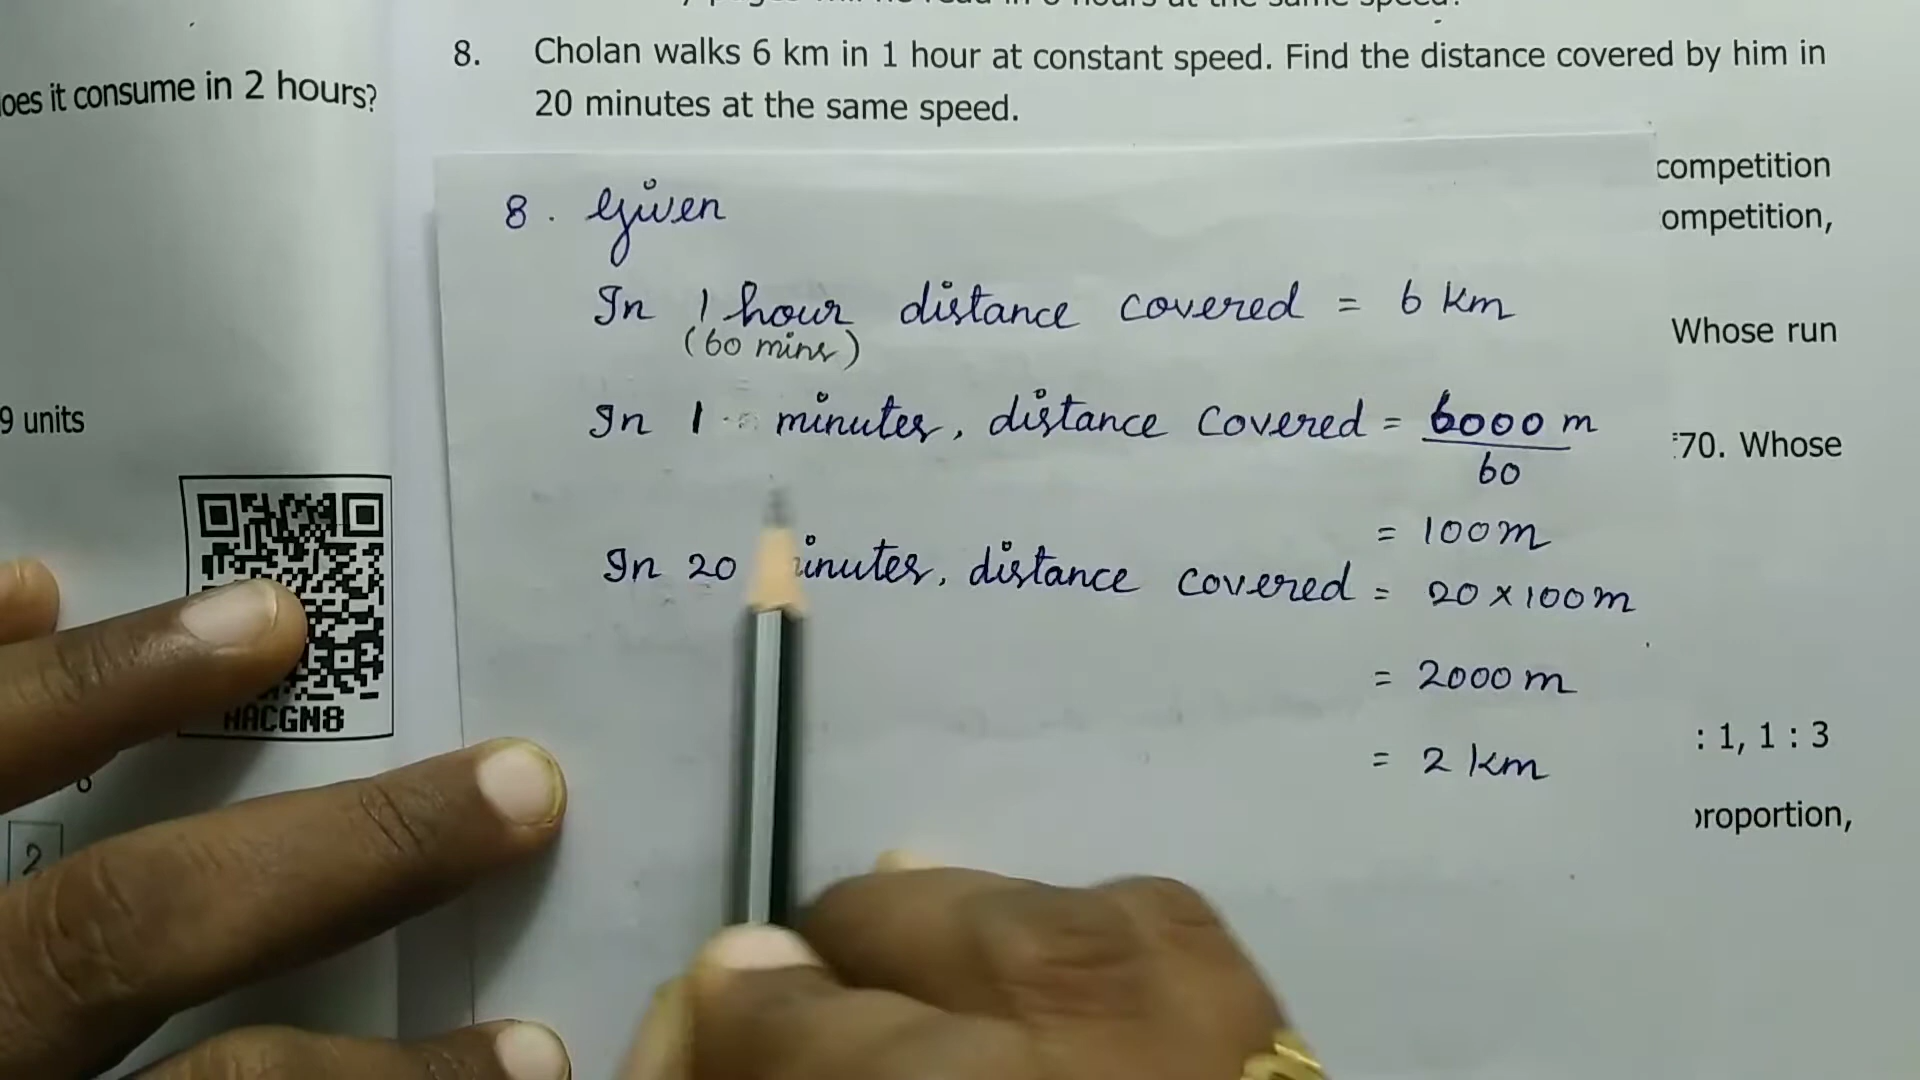 does it consume in 2 hours?
9 units
HACGN8
2
8. Cholan walks 6 km in 1 hour at constant speed. Find the distance covered by him in
20 minutes at the same speed.
competition
ompetition,
Whose run
70. Whose
: 1, 1 : 3
proportion,
8. Given
In 1 hour distance covered = 6 km
(60 mins)
In 1 minutes, distance covered = 6000 m
60
= 100m
In 20 minutes, distance covered = 20 × 100m
= 2000 m
= 2 km